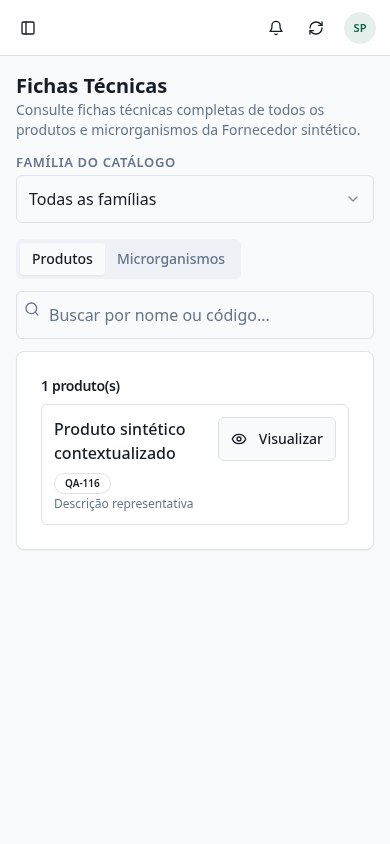 SP
Fichas Técnicas
Consulte fichas técnicas completas de todos os
produtos e microrganismos da Fornecedor sintético.
FAMÍLIA DO CATÁLOGO
Todas as famílias
Produtos
Microrganismos
Buscar por nome ou código...
1 produto(s)
Produto sintético
contextualizado
Visualizar
QA-116
Descrição representativa